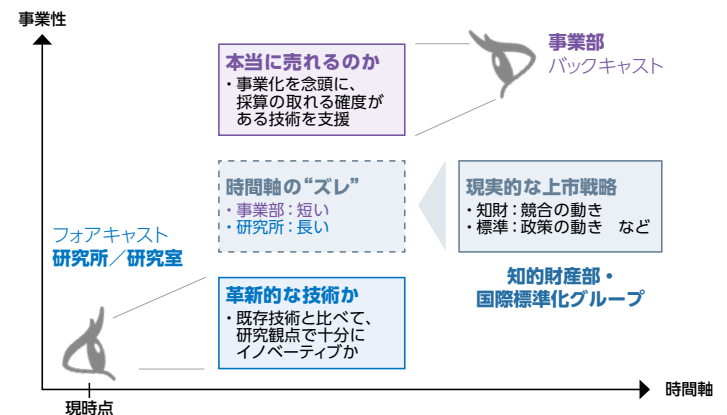 事業性
本当に売れるのか
・事業化を念頭に、
採算の取れる確度が
ある技術を支援
事業部
バックキャスト
時間軸の“ズレ”
・事業部：短い
・研究所：長い
現実的な上市戦略
・知財：競合の動き
・標準：政策の動き　など
知的財産部・
国際標準化グループ
フォアキャスト
研究所／研究室
革新的な技術か
・既存技術と比べて、
研究観点で十分に
イノベーティブか
時間軸
現時点